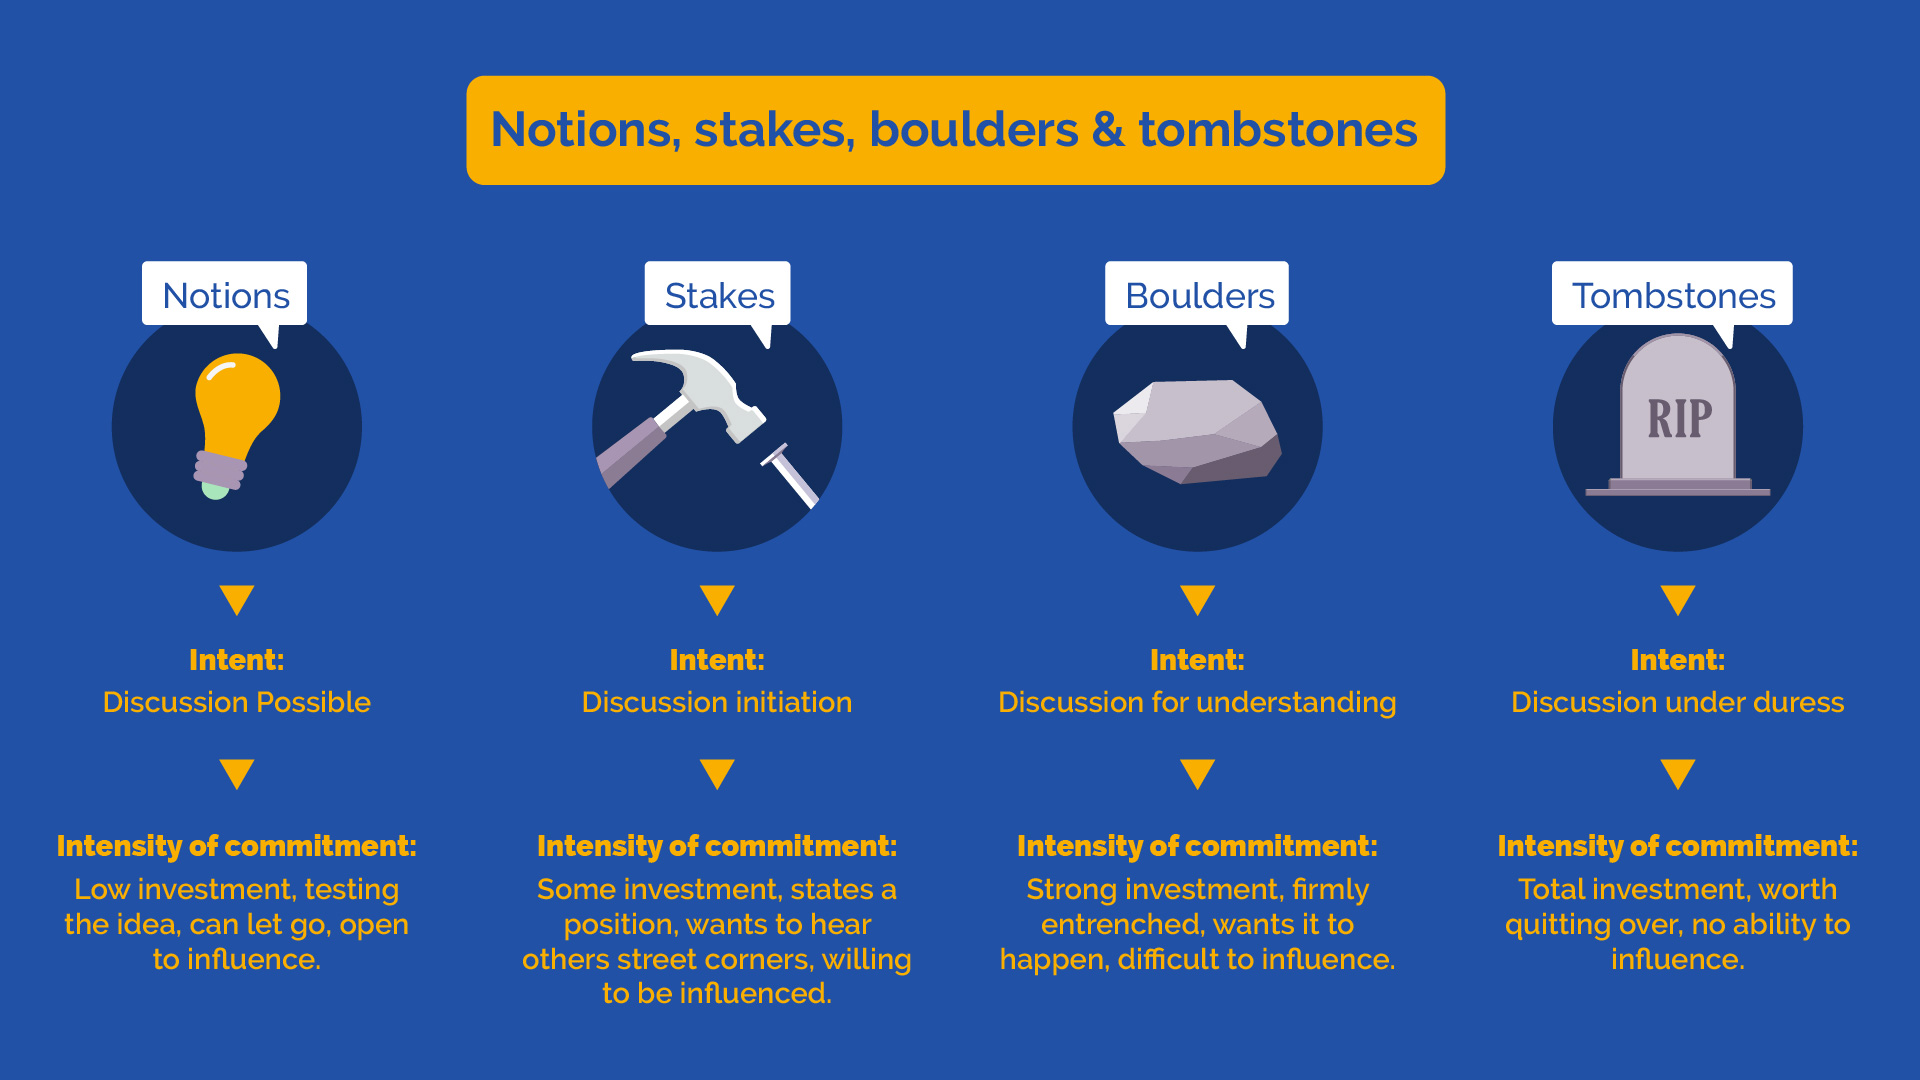 Notions, stakes, boulders & tombstones
Notions
Stakes
Boulders
Tombstones
RIP
Intent:
Discussion Possible
Intent:
Discussion initiation
Intent:
Discussion for understanding
Intent:
Discussion under duress
Intensity of commitment:
Low investment, testing
the idea, can let go, open
to influence.
Intensity of commitment:
Some investment, states a
position, wants to hear
others street corners, willing
to be influenced.
Intensity of commitment:
Strong investment, firmly
entrenched, wants it to
happen, difficult to influence.
Intensity of commitment:
Total investment, worth
quitting over, no ability to
influence.